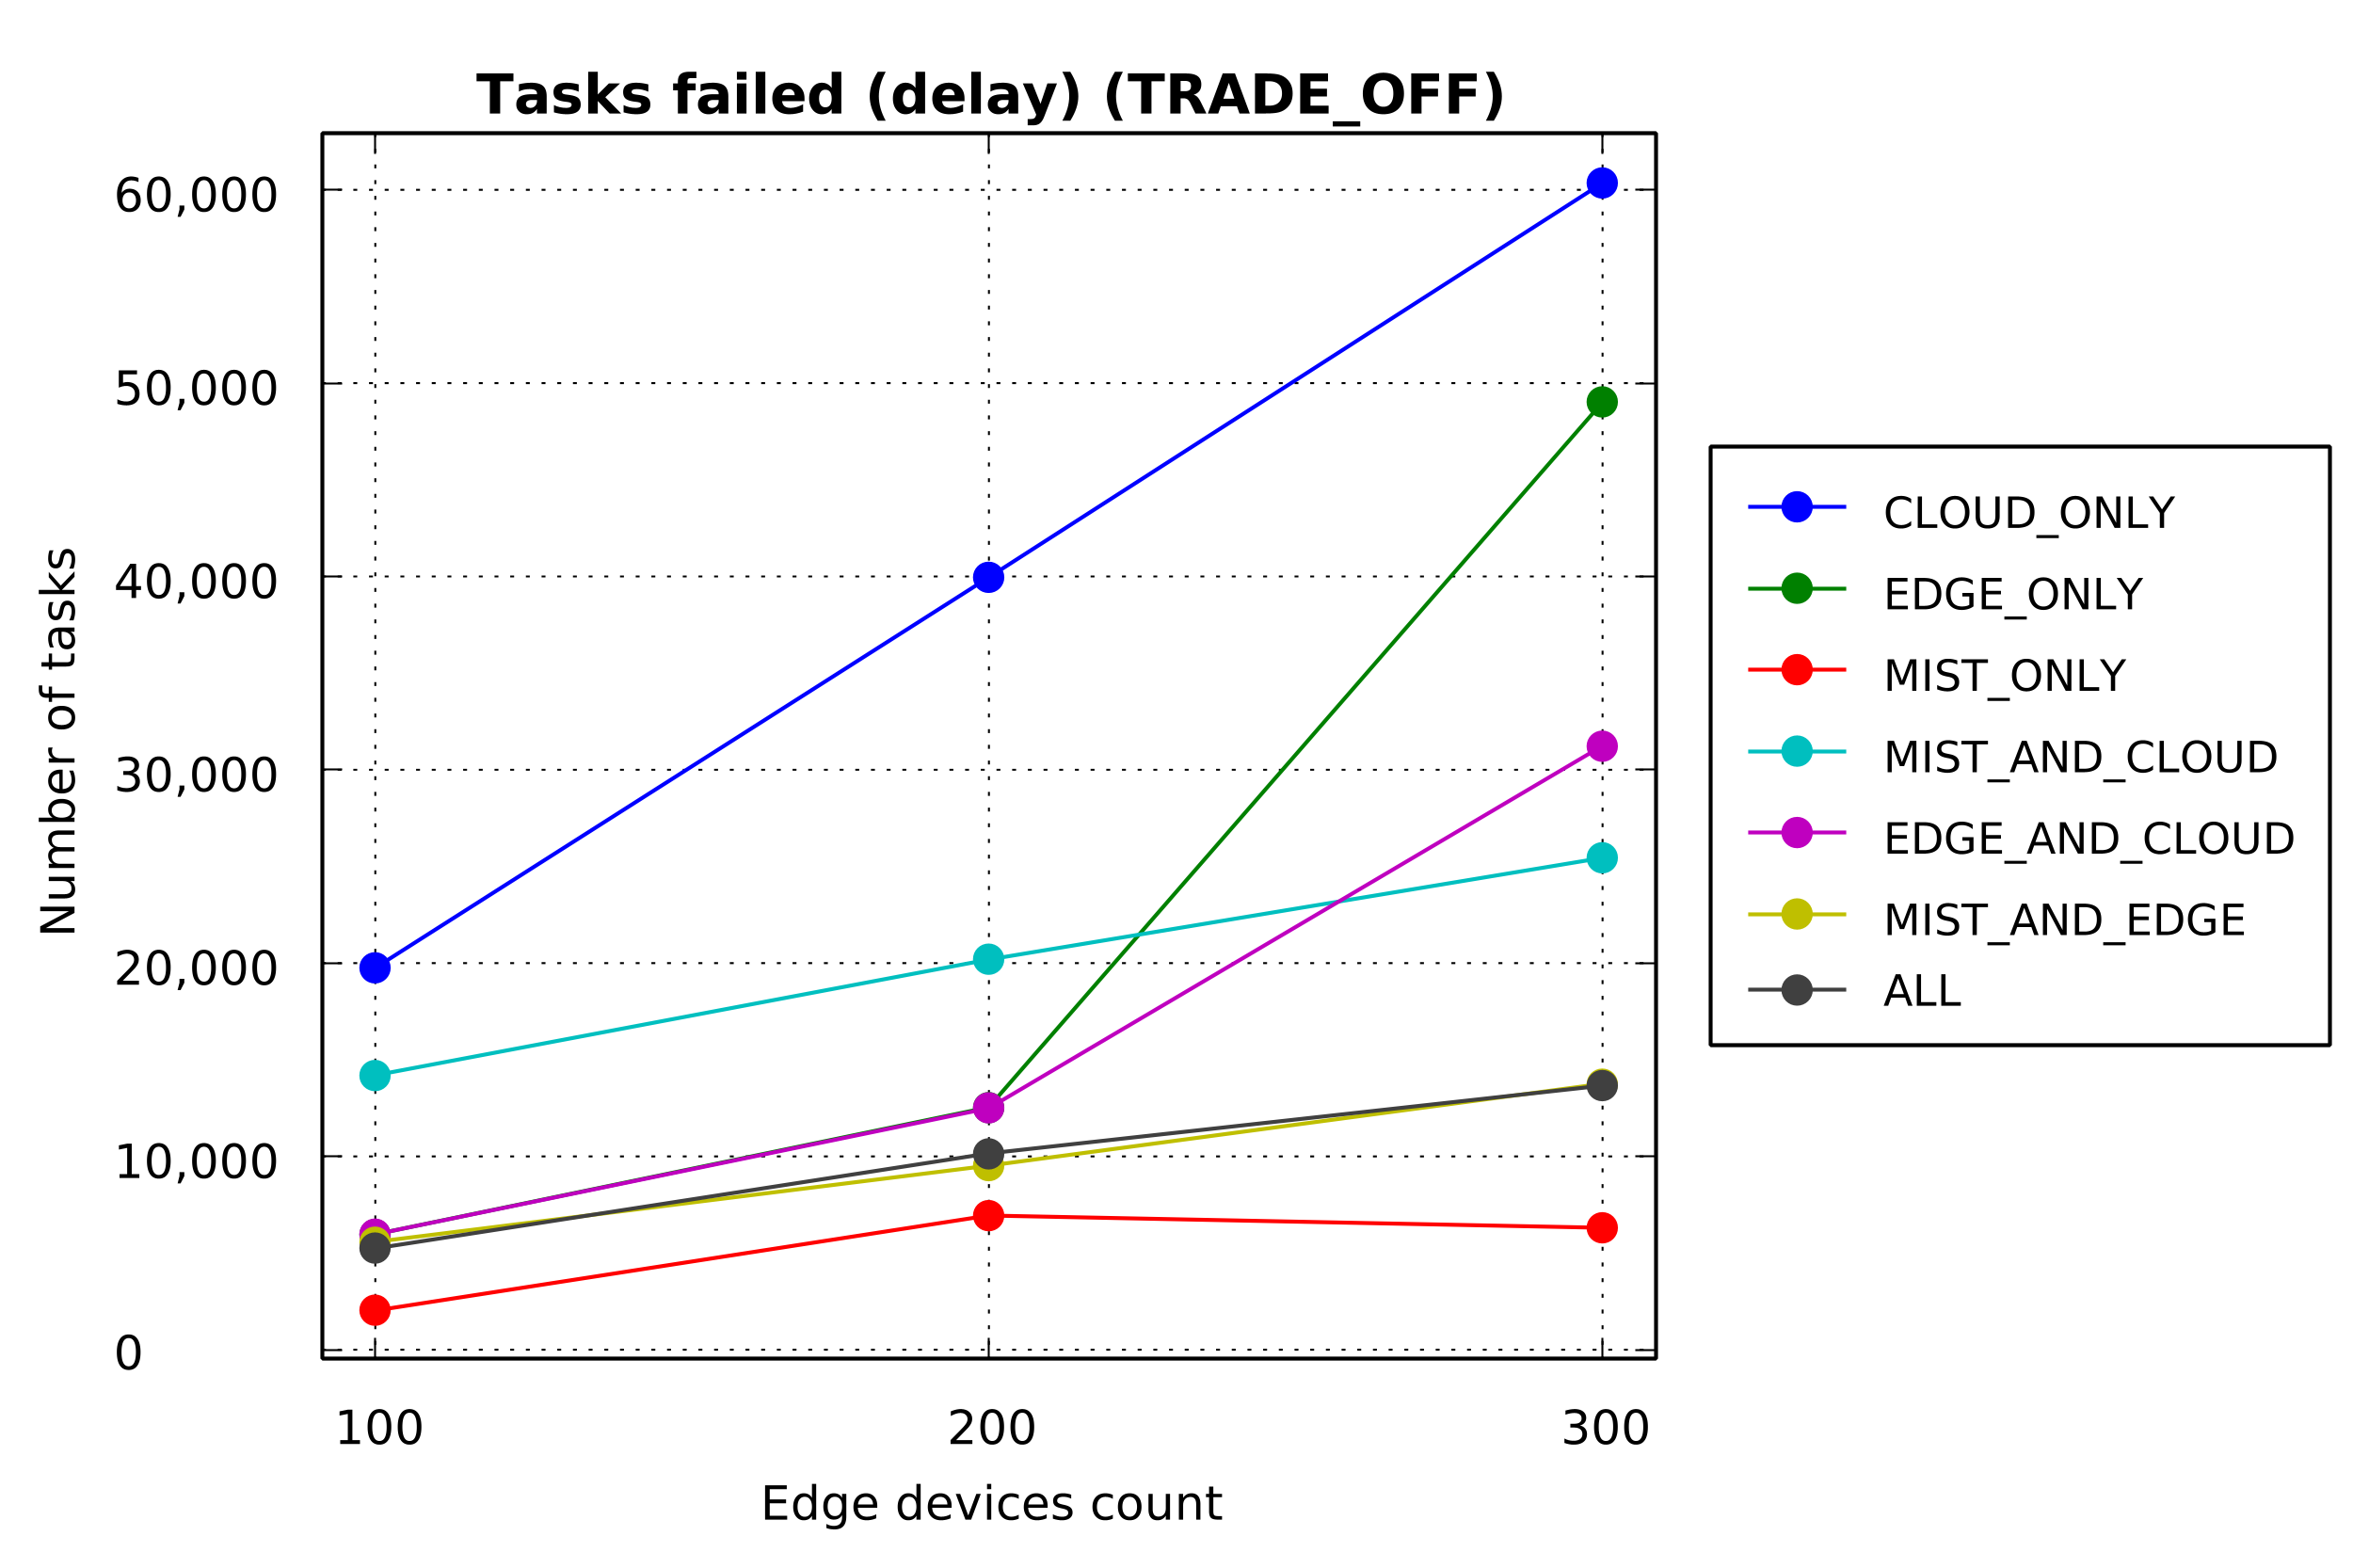 Tasks failed (delay) (TRADE_OFF)
60,000
50,000
40,000
30,000
20,000
10,000
0
Number of tasks
100
200
300
Edge devices count
CLOUD_ONLY
EDGE_ONLY
MIST_ONLY
MIST_AND_CLOUD
EDGE_AND_CLOUD
MIST_AND_EDGE
ALL